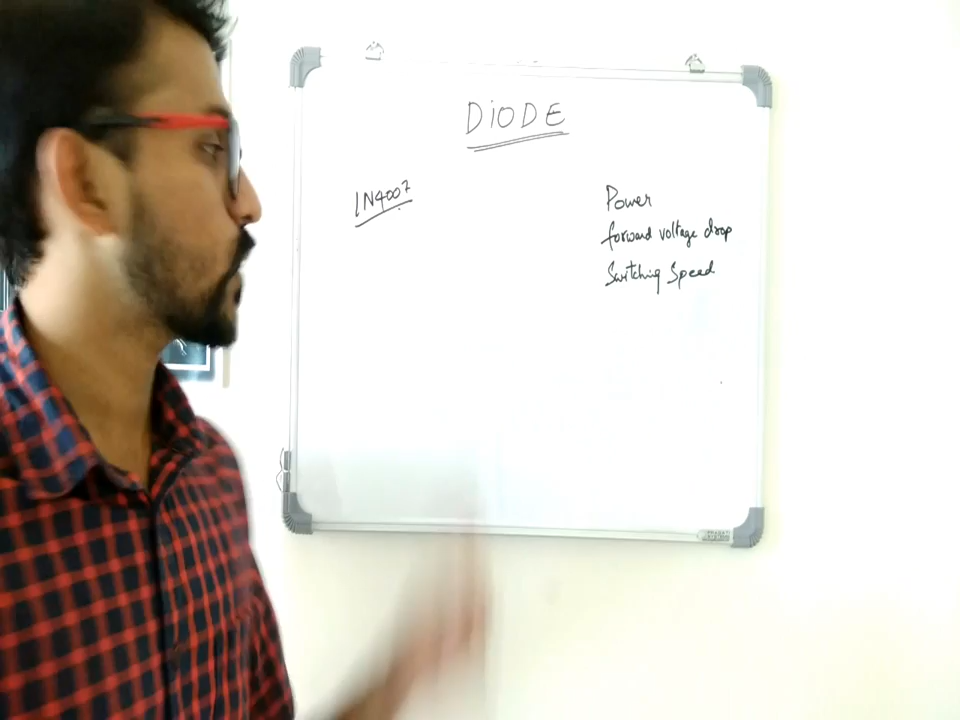 DIODE
1N4007
Power
forward voltage drop
Switching Speed